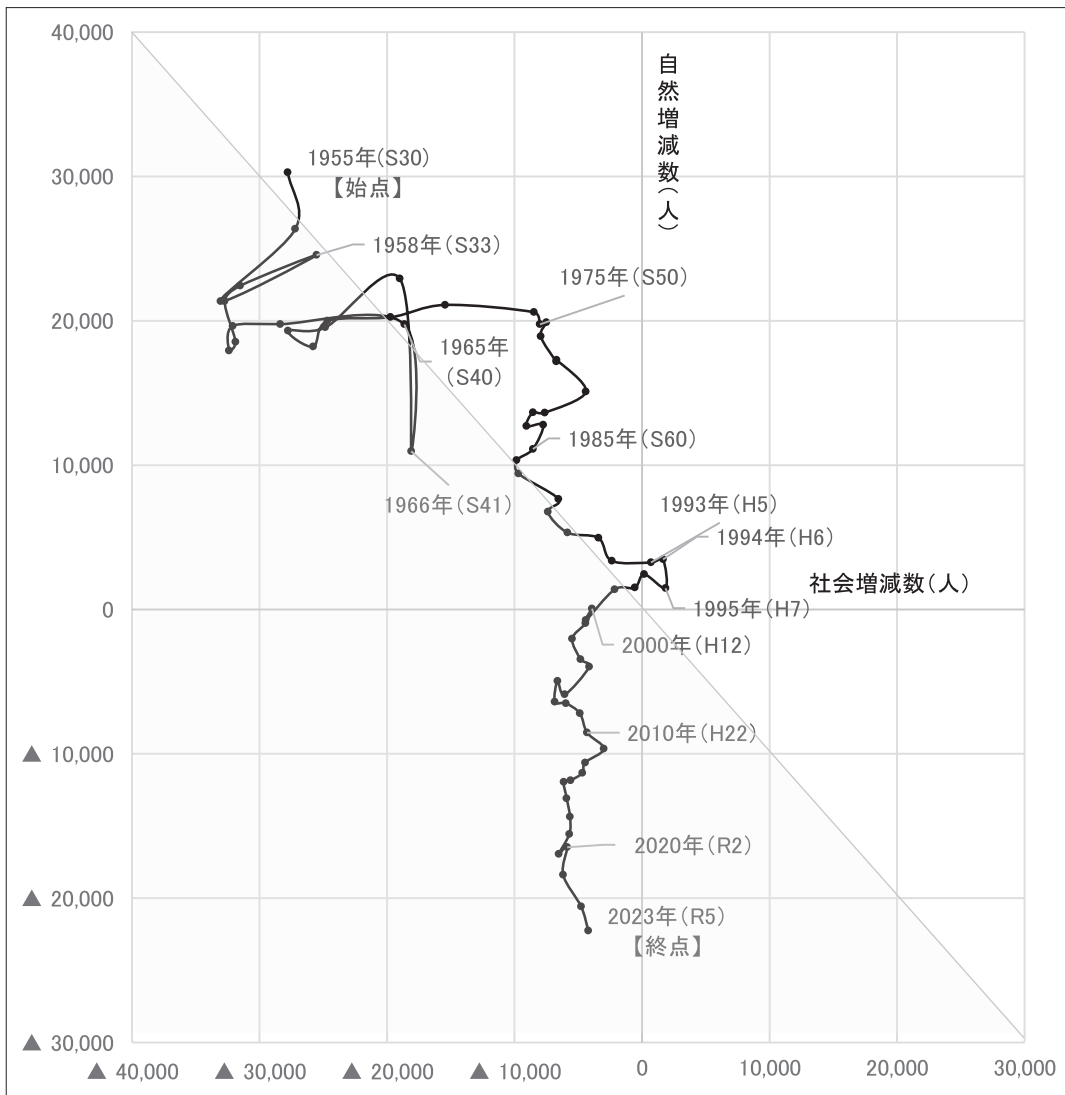 40,000
自然増減数（人）
1955年(S30)
【始点】
30,000
1958年(S33)
1975年(S50)
20,000
1965年
(S40)
1985年(S60)
10,000
1966年(S41)
1993年(H5)
1994年(H6)
社会増減数(人)
0
1995年(H7)
2000年(H12)
2010年(H22)
▲ 10,000
2020年(R2)
▲ 20,000
2023年(R5)
【終点】
▲ 30,000
▲ 40,000
▲ 30,000
▲ 20,000
▲ 10,000
0
10,000
20,000
30,000